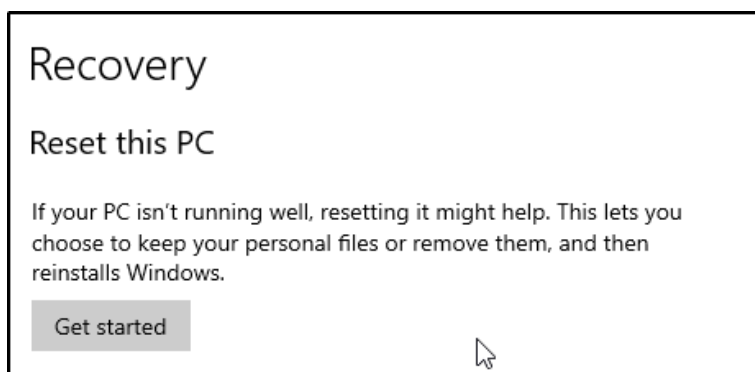 Recovery
Reset this PC
If your PC isn't running well, resetting it might help. This lets you
choose to keep your personal files or remove them, and then
reinstalls Windows.
Get started